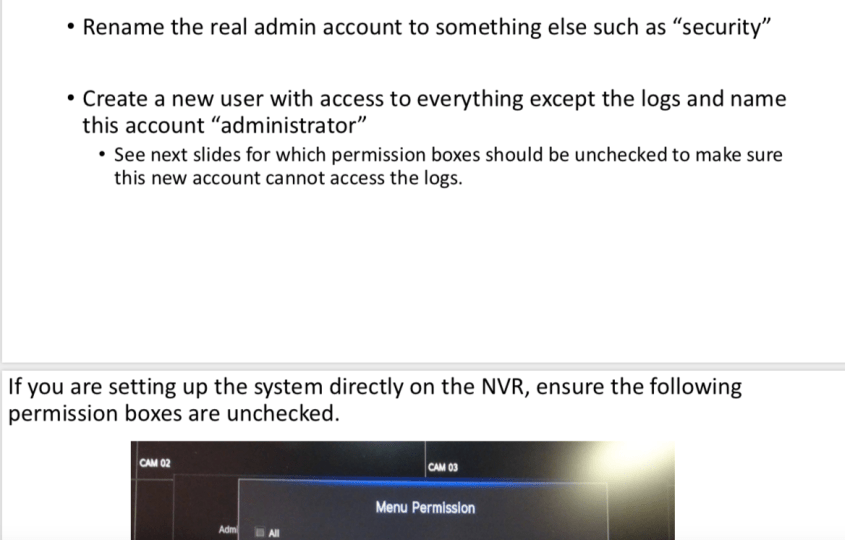 • Rename the real admin account to something else such as “security”
• Create a new user with access to everything except the logs and name
this account “administrator”
• See next slides for which permission boxes should be unchecked to make sure
this new account cannot access the logs.
If you are setting up the system directly on the NVR, ensure the following
permission boxes are unchecked.
CAM 02
CAM 03
Menu Permission
Admi
All